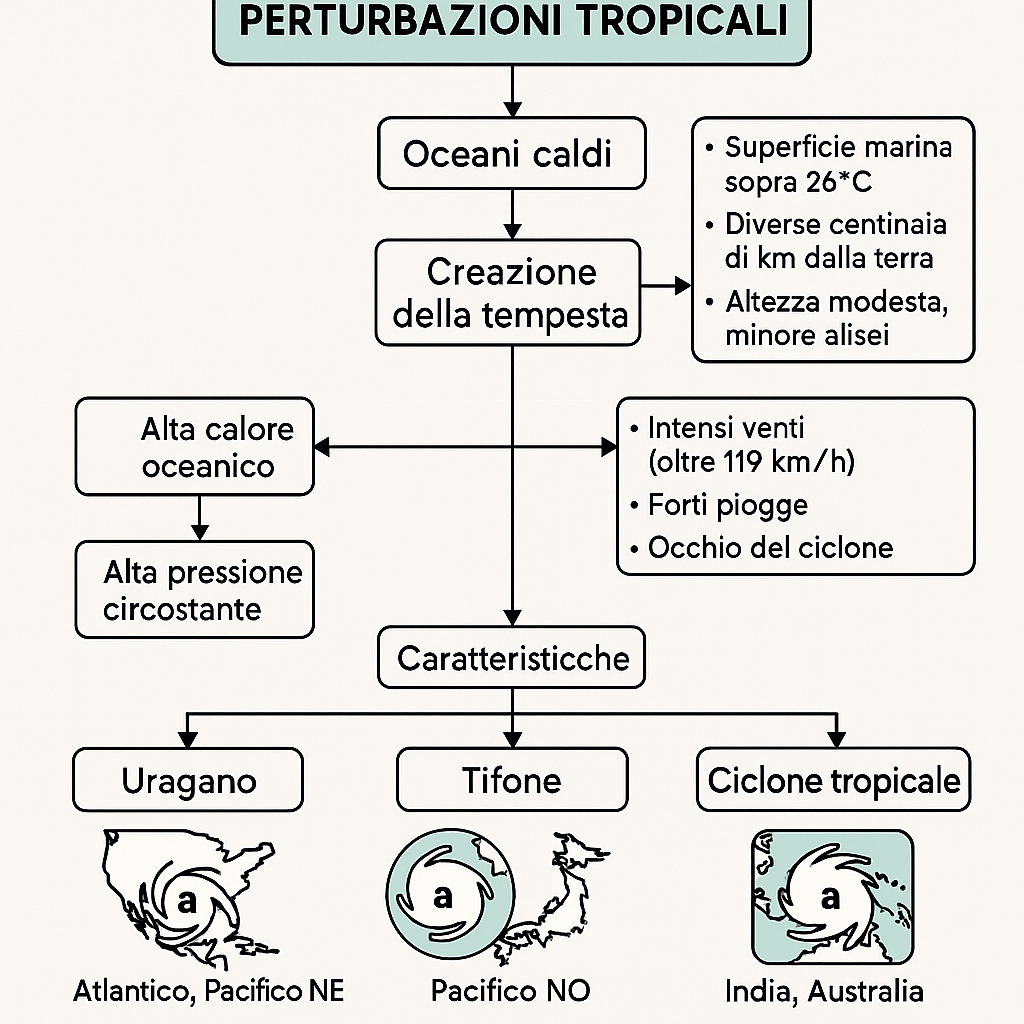 PERTURBAZIONI TROPICALI
Oceani caldi
Creazione
della tempesta
• Superficie marina
sopra 26*C
• Diverse centinaia
di km dalla terra
• Altezza modesta,
minore alisei
Alta calore
oceanico
Alta pressione
circostante
• Intensi venti
(oltre 119 km/h)
• Forti piogge
• Occhio del ciclone
Caratteristicche
Uragano
Tifone
Ciclone tropicale
a
a
a
Atlantico, Pacifico NE
Pacifico NO
India, Australia